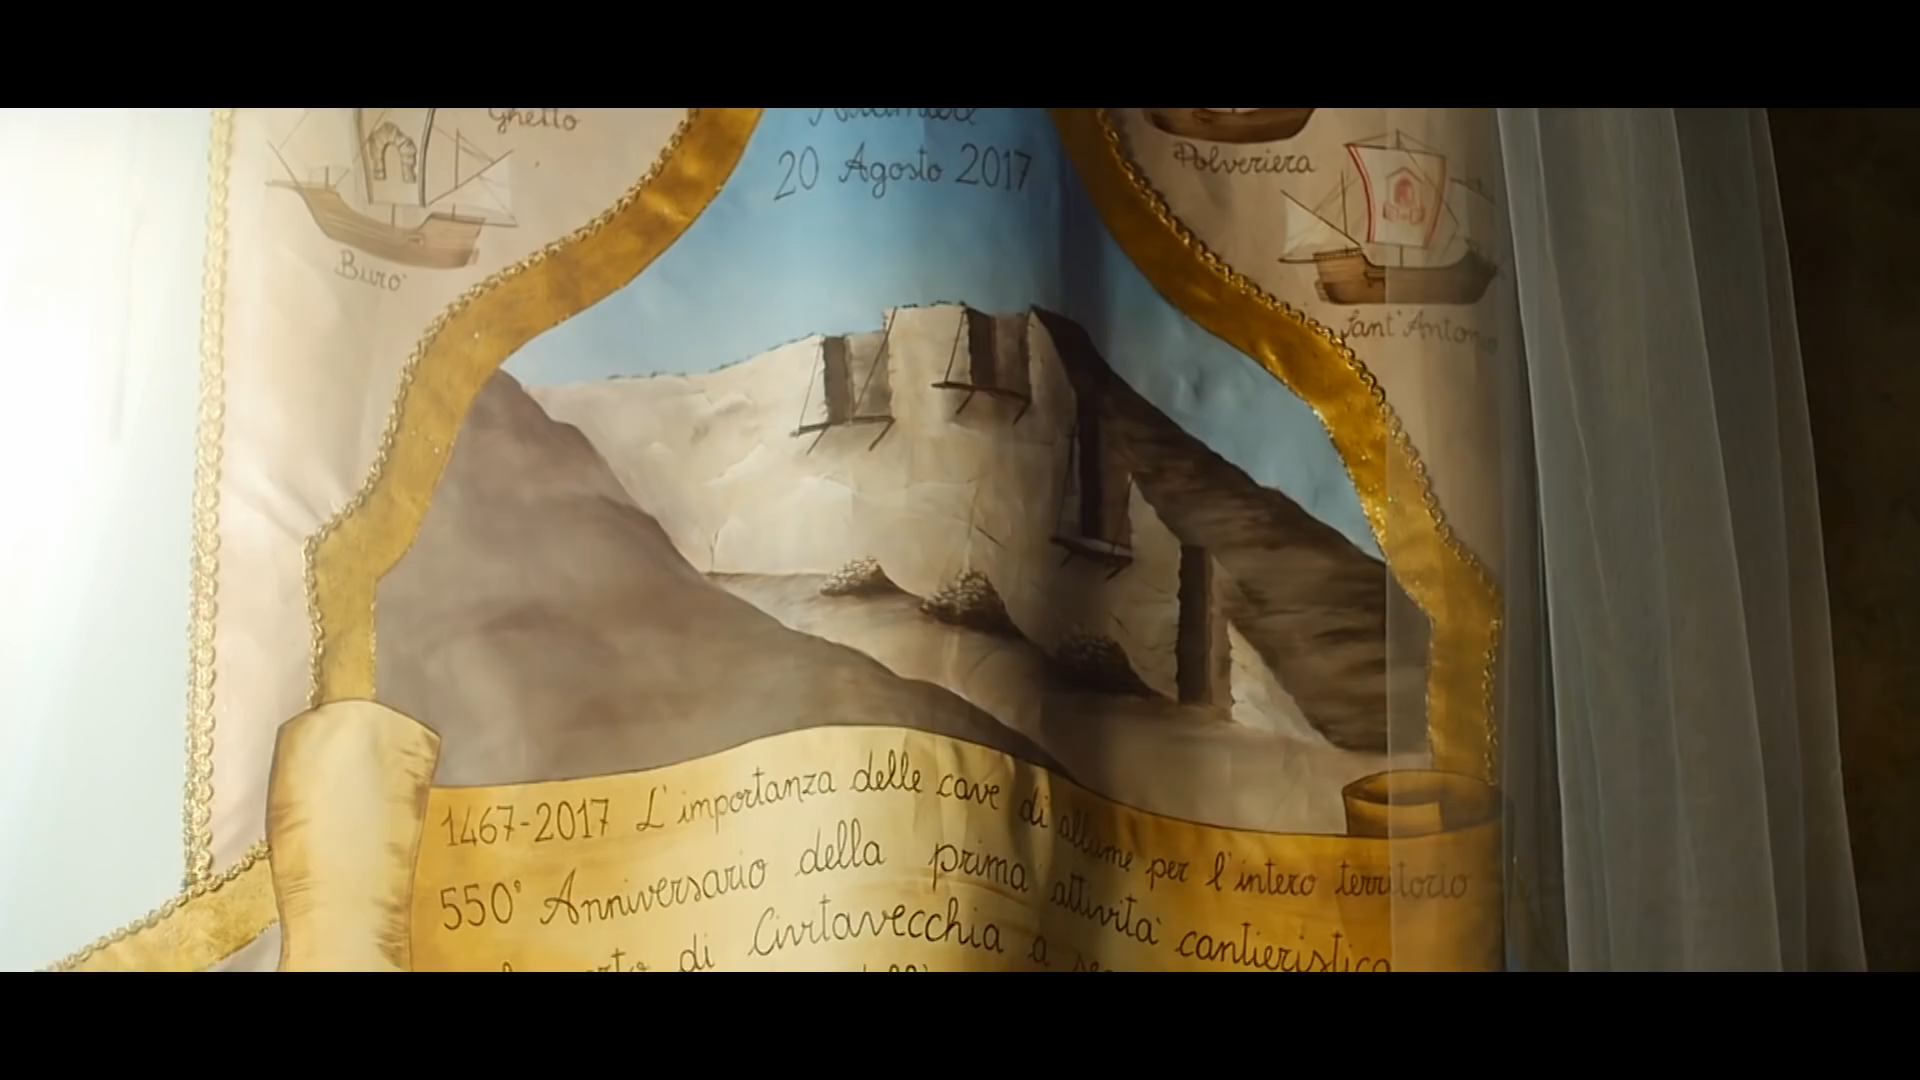 Ghetto
Burò
20 Agosto 2017
Polveriera
Sant'Antonio
1467-2017 L'importanza delle cave di allume per l'intero territorio
550° Anniversario della prima attività cantieristica
di Civitavecchia a